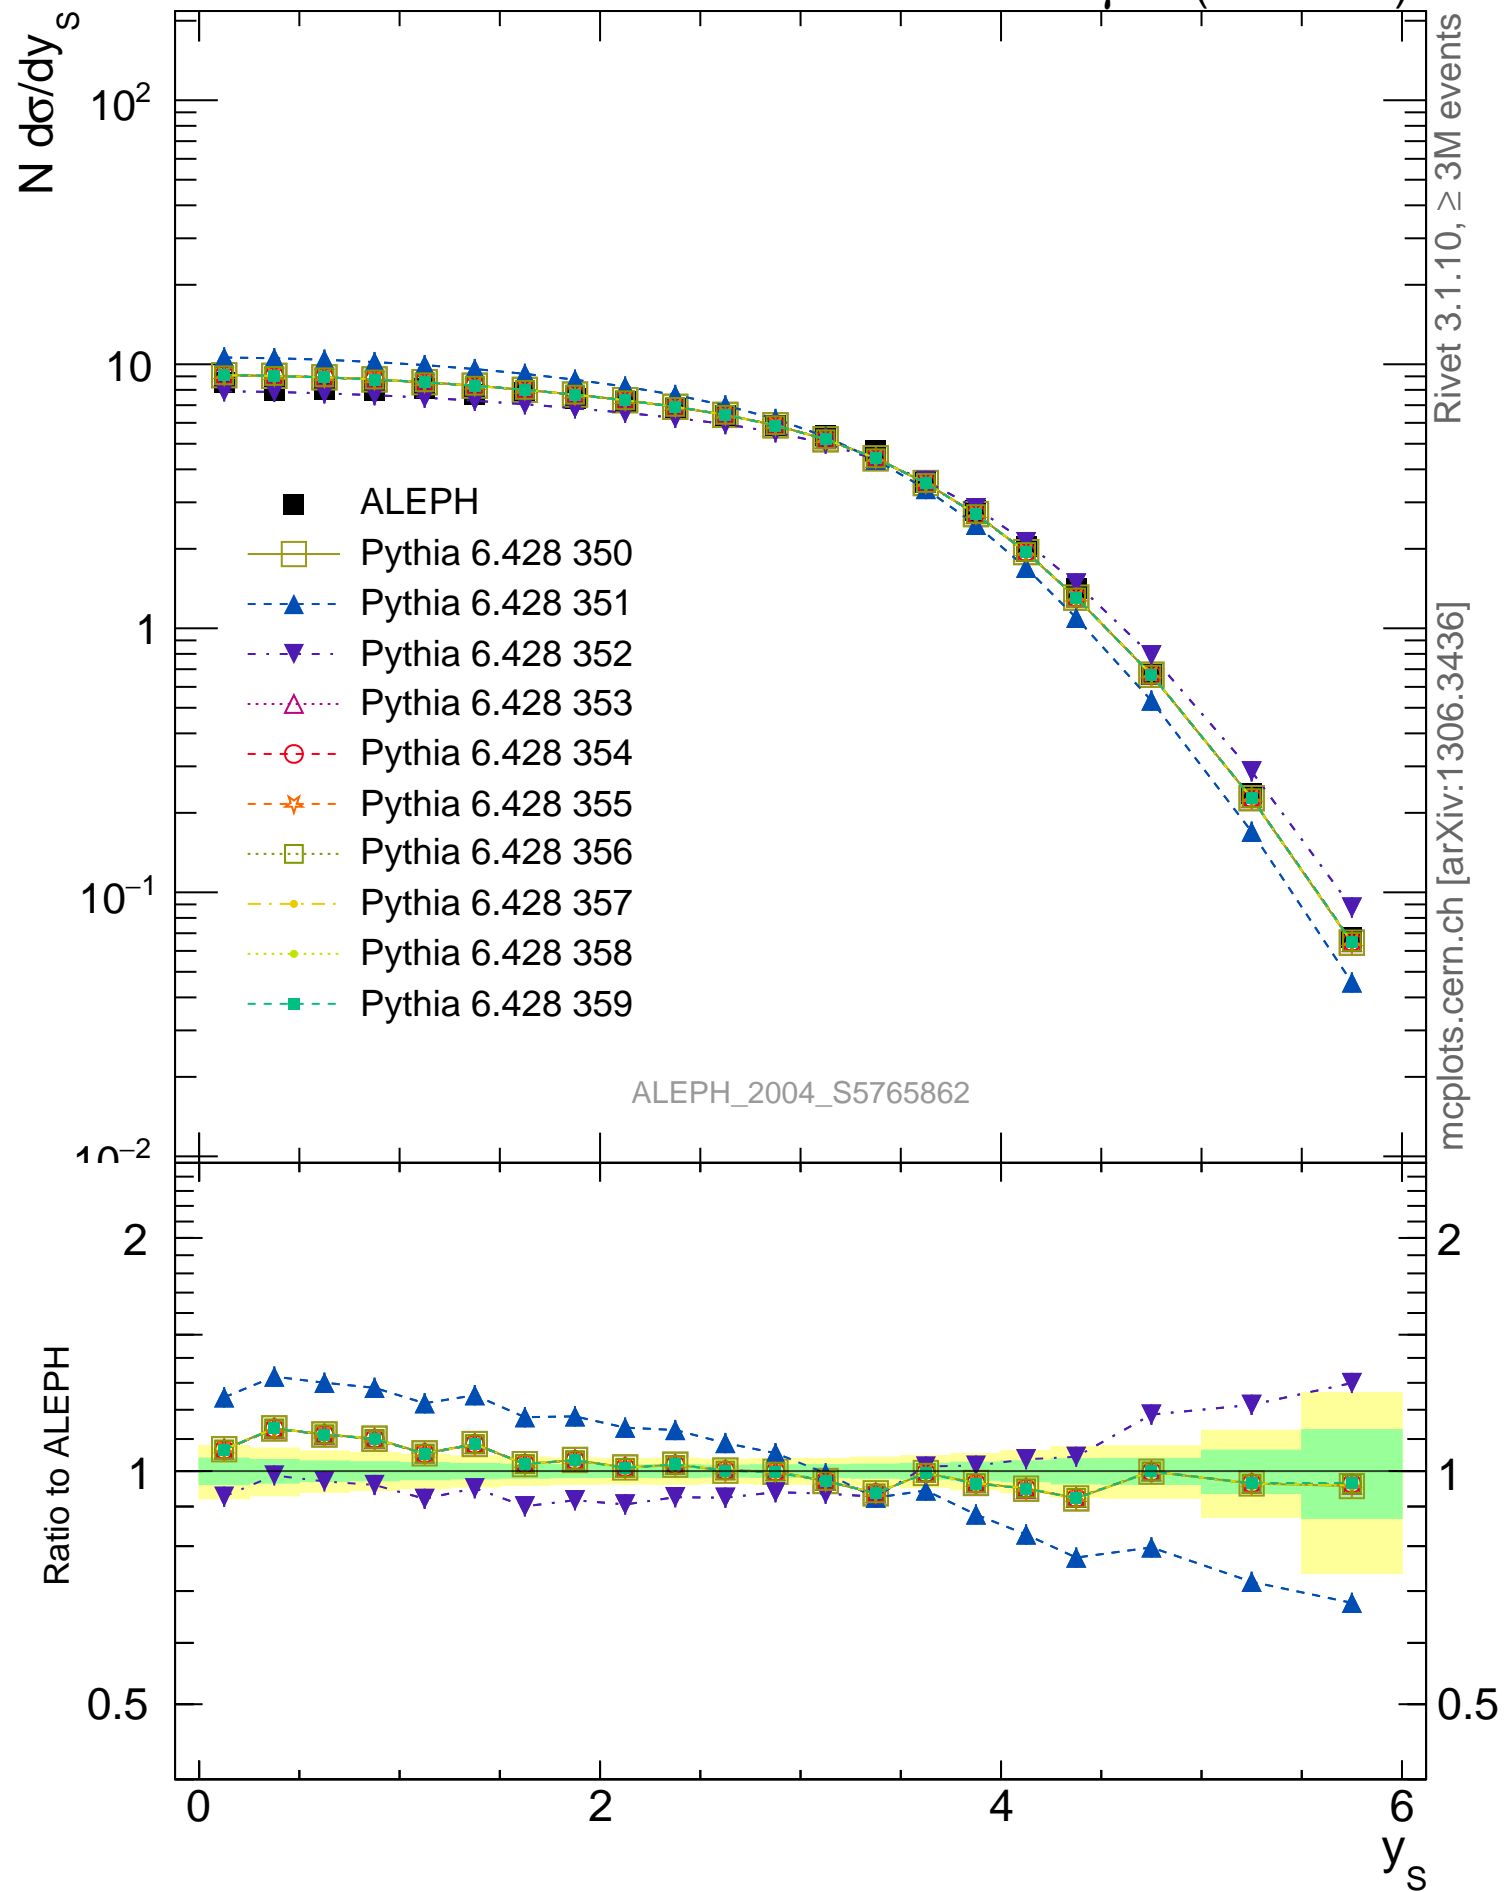 N dσ/dy_S
10²
10
1
10⁻¹
10⁻²
ALEPH
Pythia 6.428 350
Pythia 6.428 351
Pythia 6.428 352
Pythia 6.428 353
Pythia 6.428 354
Pythia 6.428 355
Pythia 6.428 356
Pythia 6.428 357
Pythia 6.428 358
Pythia 6.428 359
ALEPH_2004_S5765862
Rivet 3.1.10, ≥ 3M events
mcplots.cern.ch [arXiv:1306.3436]
Ratio to ALEPH
2
1
0.5
2
1
0.5
0
2
4
6
y_S